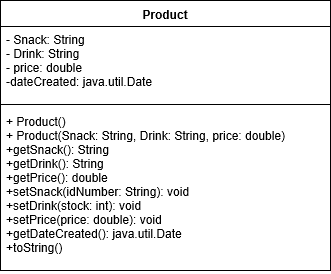 Product
- Snack: String
- Drink: String
- price: double
-dateCreated: java.util.Date
+ Product()
+ Product(Snack: String, Drink: String, price: double)
+getSnack(): String
+getDrink(): String
+getPrice(): double
+setSnack(idNumber: String): void
+setDrink(stock: int): void
+setPrice(price: double): void
+getDateCreated(): java.util.Date
+toString()